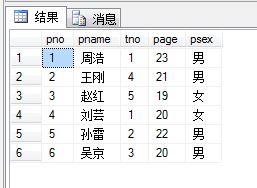 结果 消息
pno pname tno page psex
1 1 周浩 1 23 男
2 2 王刚 4 21 男
3 3 赵红 5 19 女
4 4 刘芸 1 20 女
5 5 孙雷 2 22 男
6 6 吴京 3 20 男